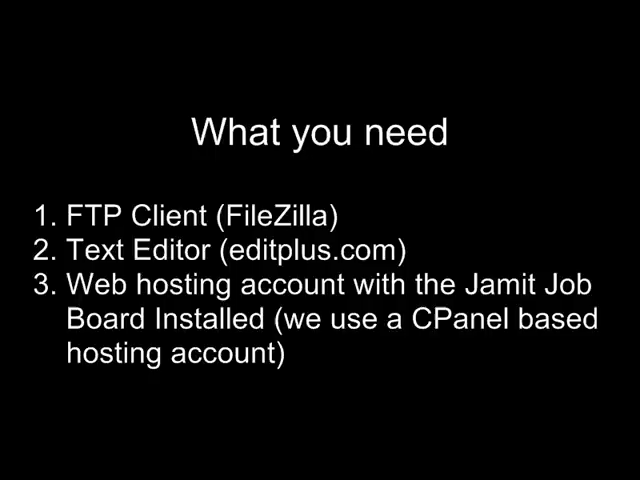 What you need
1. FTP Client (FileZilla)
2. Text Editor (editplus.com)
3. Web hosting account with the Jamit Job
Board Installed (we use a CPanel based
hosting account)